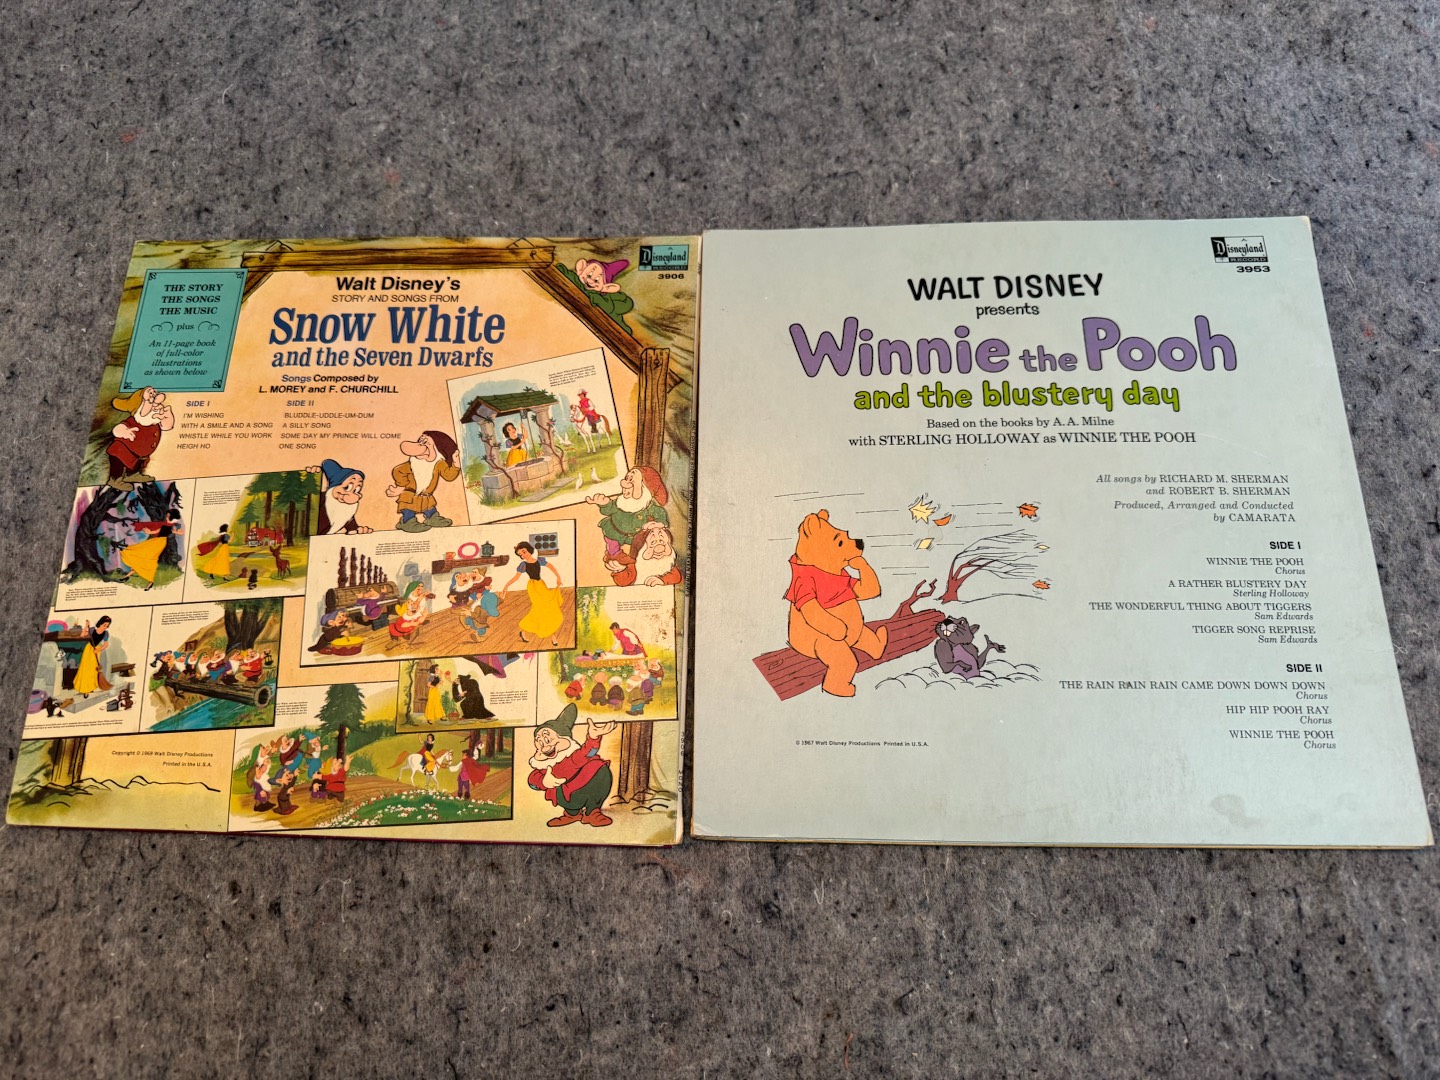 THE STORY
THE SONGS
THE MUSIC
plus
An 11-page book
of full-color
illustrations
as shown below
Walt Disney's
STORY AND SONGS FROM
Snow White
and the Seven Dwarfs
Songs Composed by
L. MOREY and F. CHURCHILL
SIDE I
I'M WISHING
WITH A SMILE AND A SONG
WHISTLE WHILE YOU WORK
HEIGH HO
SIDE II
BLUDDLE-UDDLE-UM-DUM
A SILLY SONG
SOME DAY MY PRINCE WILL COME
ONE SONG
A
Disneyland
RECORD
3906
Copyright © 1969 Walt Disney Productions
Printed in the U.S.A.
A
Disneyland
RECORD
3953
WALT DISNEY
presents
Winnie the Pooh
and the blustery day
Based on the books by A. A. Milne
with STERLING HOLLOWAY as WINNIE THE POOH
All songs by RICHARD M. SHERMAN
and ROBERT B. SHERMAN
Produced, Arranged and Conducted
by CAMARATA
SIDE I
WINNIE THE POOH
Chorus
A RATHER BLUSTERY DAY
Sterling Holloway
THE WONDERFUL THING ABOUT TIGGERS
Sam Edwards
TIGGER SONG REPRISE
Sam Edwards
SIDE II
THE RAIN RAIN RAIN CAME DOWN DOWN DOWN
Chorus
HIP HIP POOH RAY
Chorus
WINNIE THE POOH
Chorus
© 1967 Walt Disney Productions Printed in U.S.A.